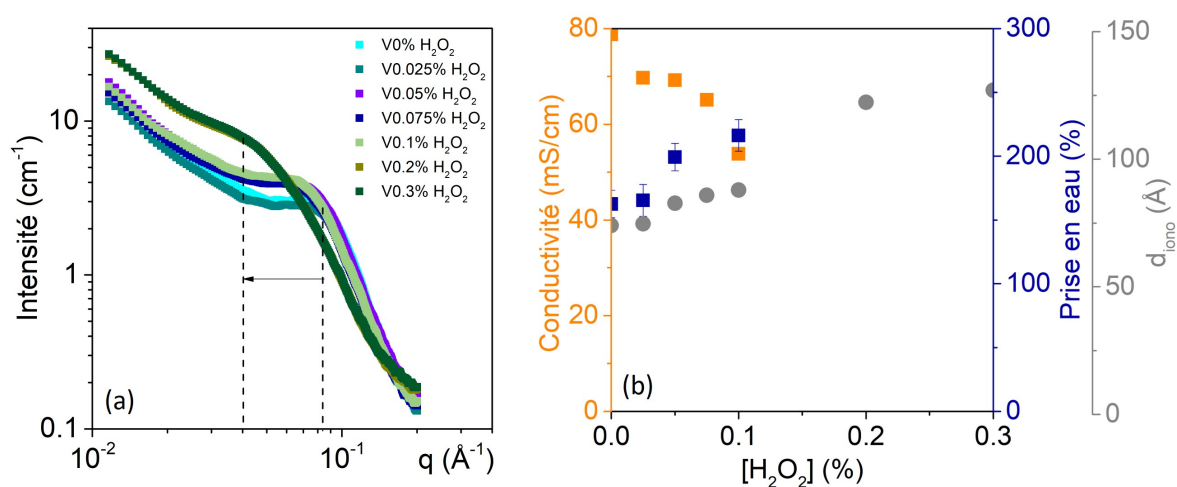 Intensité (cm⁻¹)
10
1
0.1
10⁻²
10⁻¹
q (Å⁻¹)
V0% H₂O₂
V0.025% H₂O₂
V0.05% H₂O₂
V0.075% H₂O₂
V0.1% H₂O₂
V0.2% H₂O₂
V0.3% H₂O₂
(a)
Conductivité (mS/cm)
80
60
40
20
0
0.0
0.1
0.2
0.3
[H₂O₂] (%)
(b)
300
200
100
0
Prise en eau (%)
150
100
50
0
d_iono (Å)